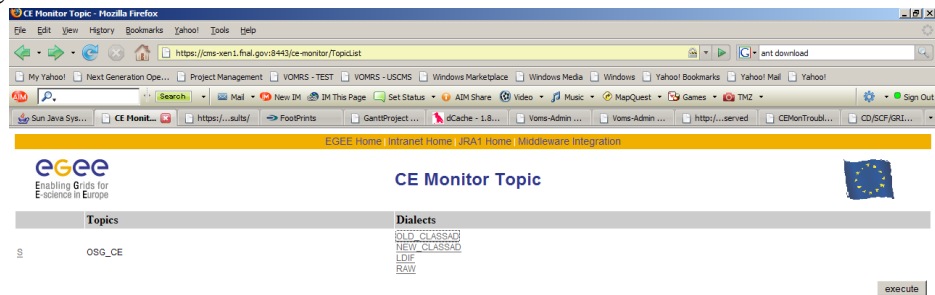 CE Monitor Topic - Mozilla Firefox
File Edit View History Bookmarks Yahoo! Tools Help
https://cms-xen1.fnal.gov:8443/ce-monitor/TopicList
G ant download
My Yahoo! Next Generation Ope... Project Management VOMRS - TEST VOMRS - USCMS Windows Marketplace Windows Media Windows Yahoo! Bookmarks Yahoo! Mail Yahoo!
AIM Search Mail New IM IM This Page Set Status AIM Share Video Music MapQuest Games TMZ Sign Out
Sun Java Sys... CE Monit... https:/...sults/ FootPrints GanttProject ... dCache - 1.8... Voms-Admin ... Voms-Admin ... http:/...served CEMonTroubl... CD/SCF/GRI...
EGEE Home | Intranet Home | JRA1 Home | Middleware Integration
egee
Enabling Grids for
E-science in Europe
CE Monitor Topic
Topics Dialects
S OSG_CE
OLD_CLASSAD
NEW_CLASSAD
LDIF
RAW
execute